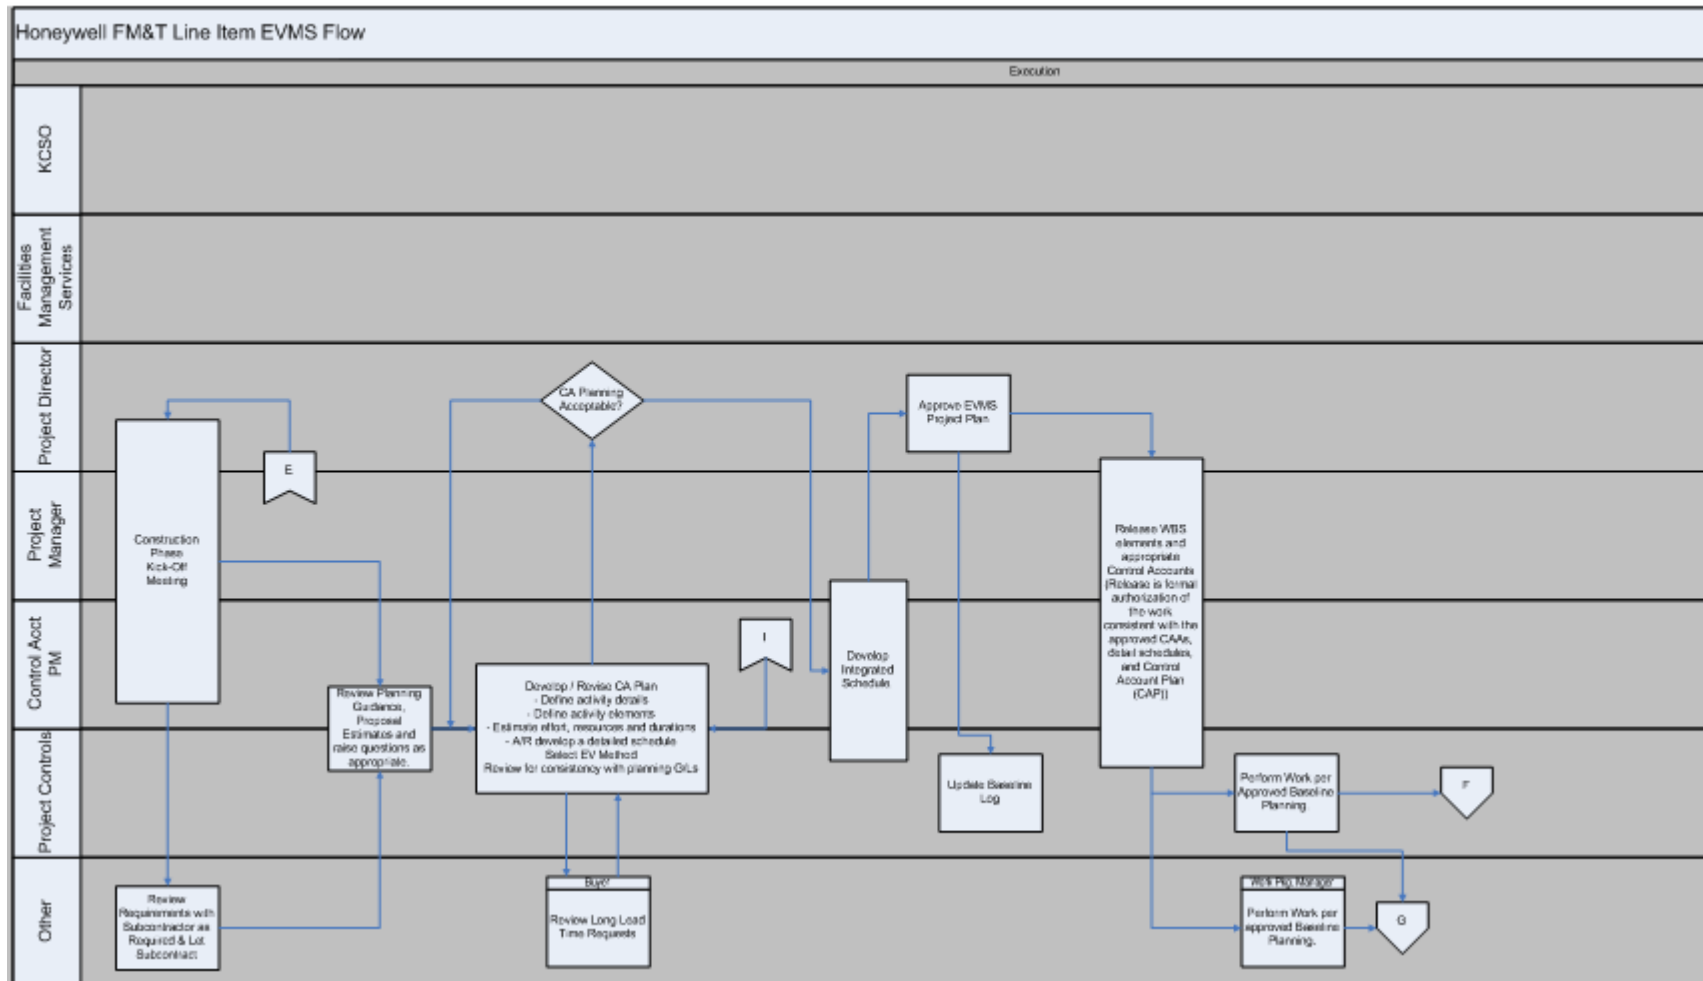 Honeywell FM&T Line Item EVMS Flow
Execution
KCSO
Facilities
Management
Services
Project Director
CA Planning
Acceptable?
Approve EVMS
Project Plan
E
Project
Manager
Construction
Phase
Kick-Off
Meeting
Release WBS
elements and
appropriate
Control Accounts
(Release is formal
authorization of
the work
consistent with the
approved CAAs,
detail schedules,
and Control
Account Plan
(CAP))
Control Acct
PM
I
Develop
Integrated
Schedule
Review Planning
Guidance,
Proposal
Estimates and
raise questions as
appropriate.
Develop / Revise CA Plan
- Define activity details
- Define activity elements
- Estimate effort, resources and durations
- A/R develop a detailed schedule
Select EV Method
Review for consistency with planning G/Ls
Project Controls
Update Baseline
Log
Perform Work per
Approved Baseline
Planning
F
Other
Review
Requirements with
Subcontractor as
Required & Let
Subcontract
Buyer
Review Long Lead
Time Requests
Work Pkg. Manager
Perform Work per
approved Baseline
Planning.
G